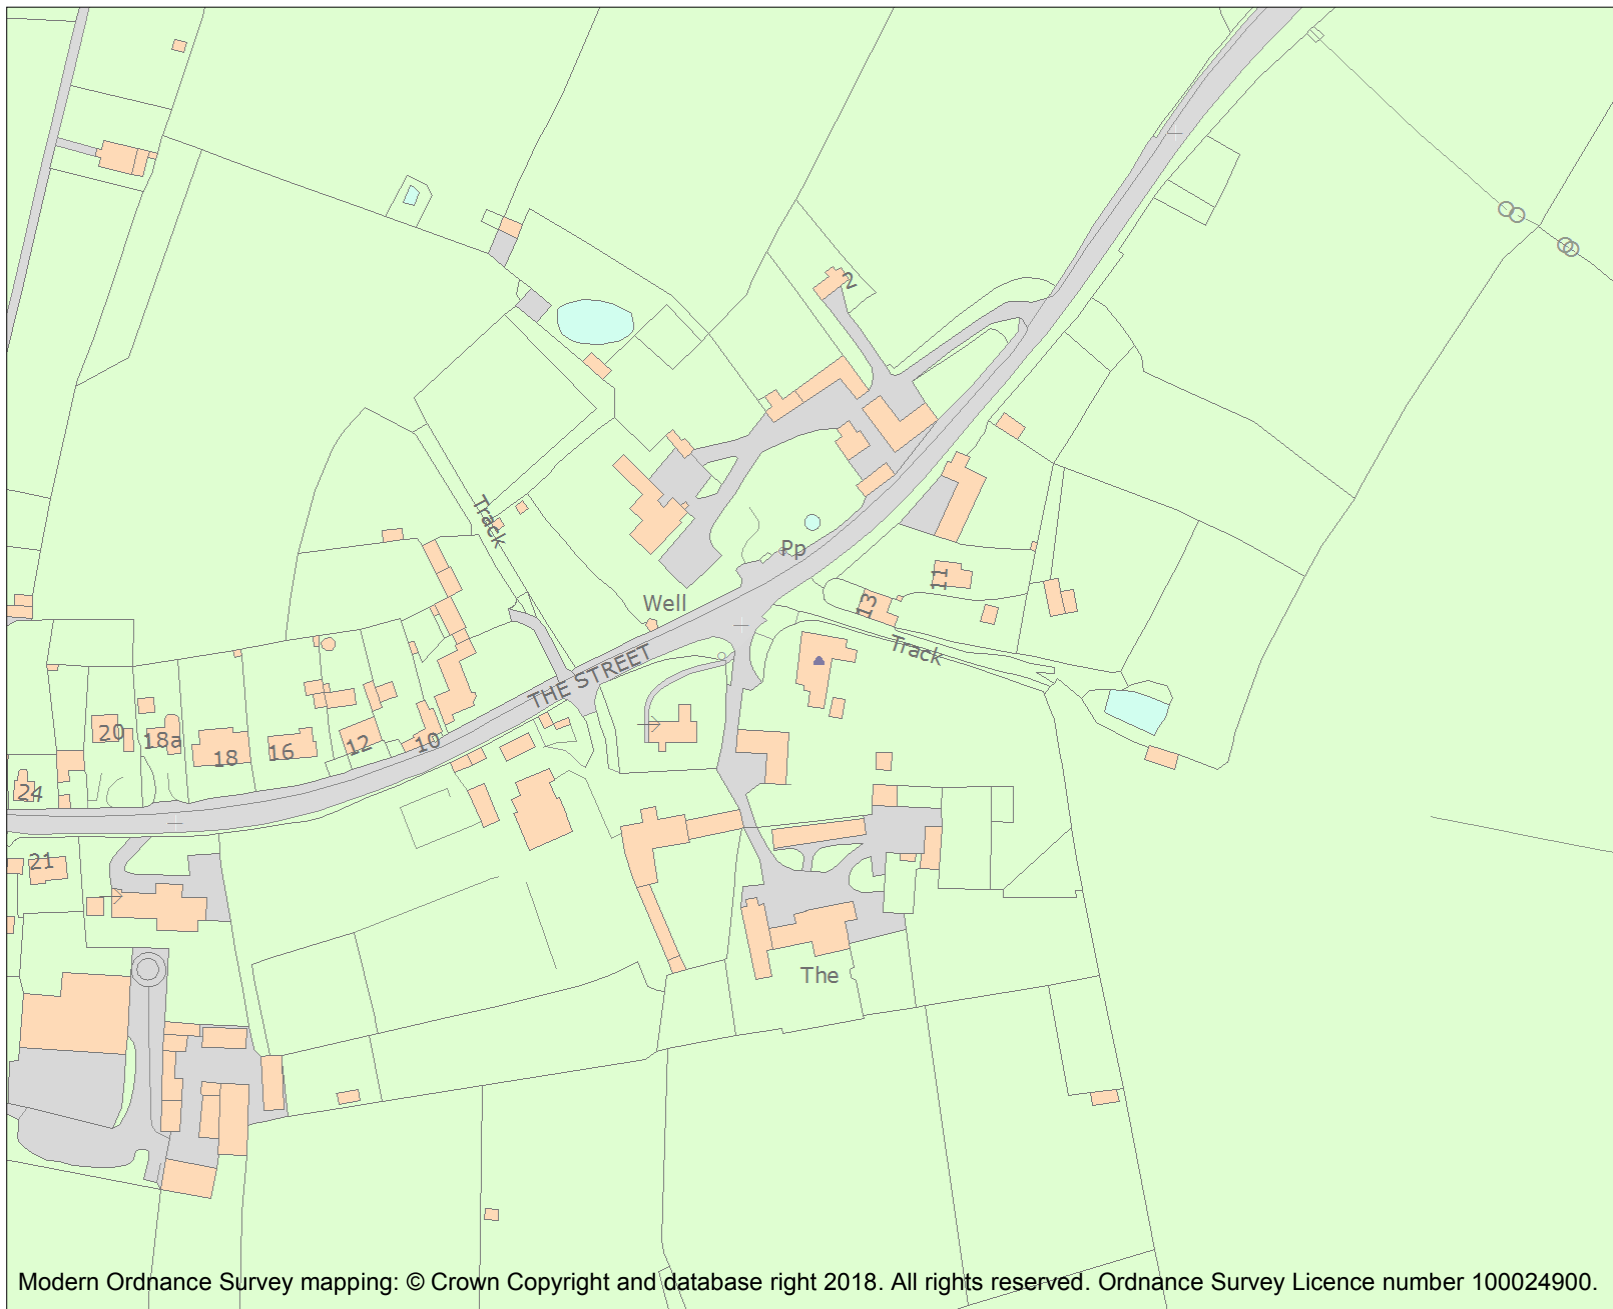 2
Track
Pp
11
Well
13
Track
THE STREET
20
18a
18
16
12
10
24
21
The
Modern Ordnance Survey mapping: © Crown Copyright and database right 2018. All rights reserved. Ordnance Survey Licence number 100024900.